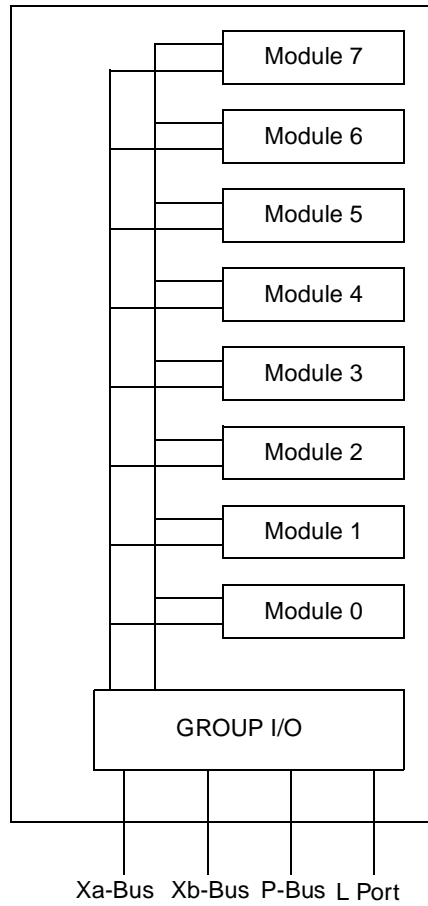 Module 7
Module 6
Module 5
Module 4
Module 3
Module 2
Module 1
Module 0
GROUP I/O
Xa-Bus Xb-Bus P-Bus L Port